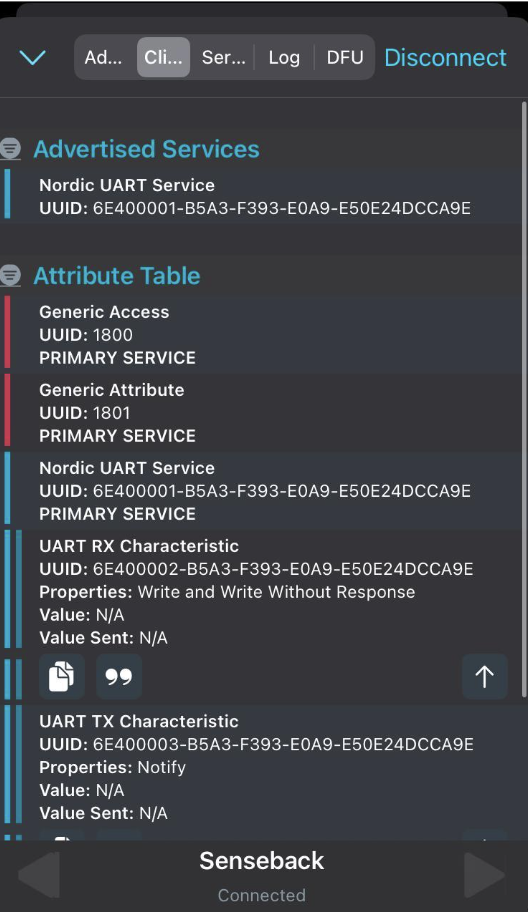 Ad...
Cli...
Ser...
Log
DFU
Disconnect
Advertised Services
Nordic UART Service
UUID: 6E400001-B5A3-F393-E0A9-E50E24DCCA9E
Attribute Table
Generic Access
UUID: 1800
PRIMARY SERVICE
Generic Attribute
UUID: 1801
PRIMARY SERVICE
Nordic UART Service
UUID: 6E400001-B5A3-F393-E0A9-E50E24DCCA9E
PRIMARY SERVICE
UART RX Characteristic
UUID: 6E400002-B5A3-F393-E0A9-E50E24DCCA9E
Properties: Write and Write Without Response
Value: N/A
Value Sent: N/A
UART TX Characteristic
UUID: 6E400003-B5A3-F393-E0A9-E50E24DCCA9E
Properties: Notify
Value: N/A
Value Sent: N/A
Senseback
Connected